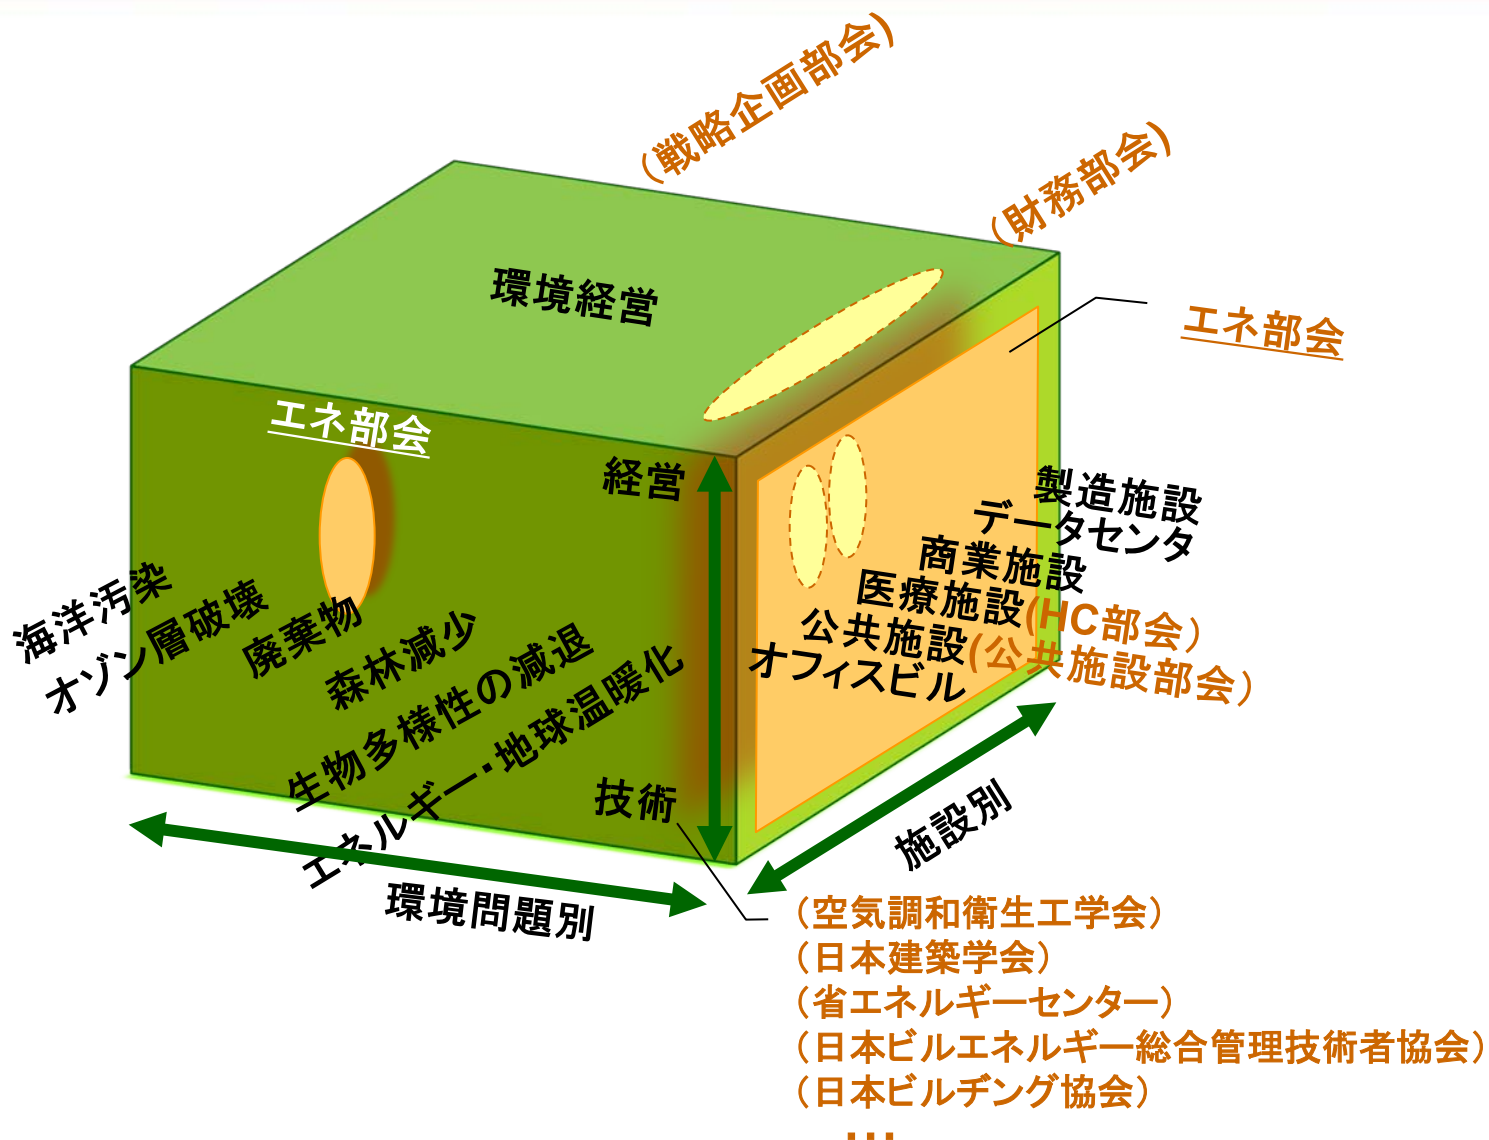 （戦略企画部会）
（財務部会）
環境経営
エネ部会
エネ部会
経営
製造施設
データセンタ
商業施設
医療施設(HC部会）
公共施設(公共施設部会）
オフィスビル
海洋汚染
オゾン層破壊
廃棄物
森林減少
生物多様性の減退
エネルギー・地球温暖化
技術
施設別
環境問題別
（空気調和衛生工学会）
（日本建築学会）
（省エネルギーセンター）
（日本ビルエネルギー総合管理技術者協会）
（日本ビルヂング協会）
…